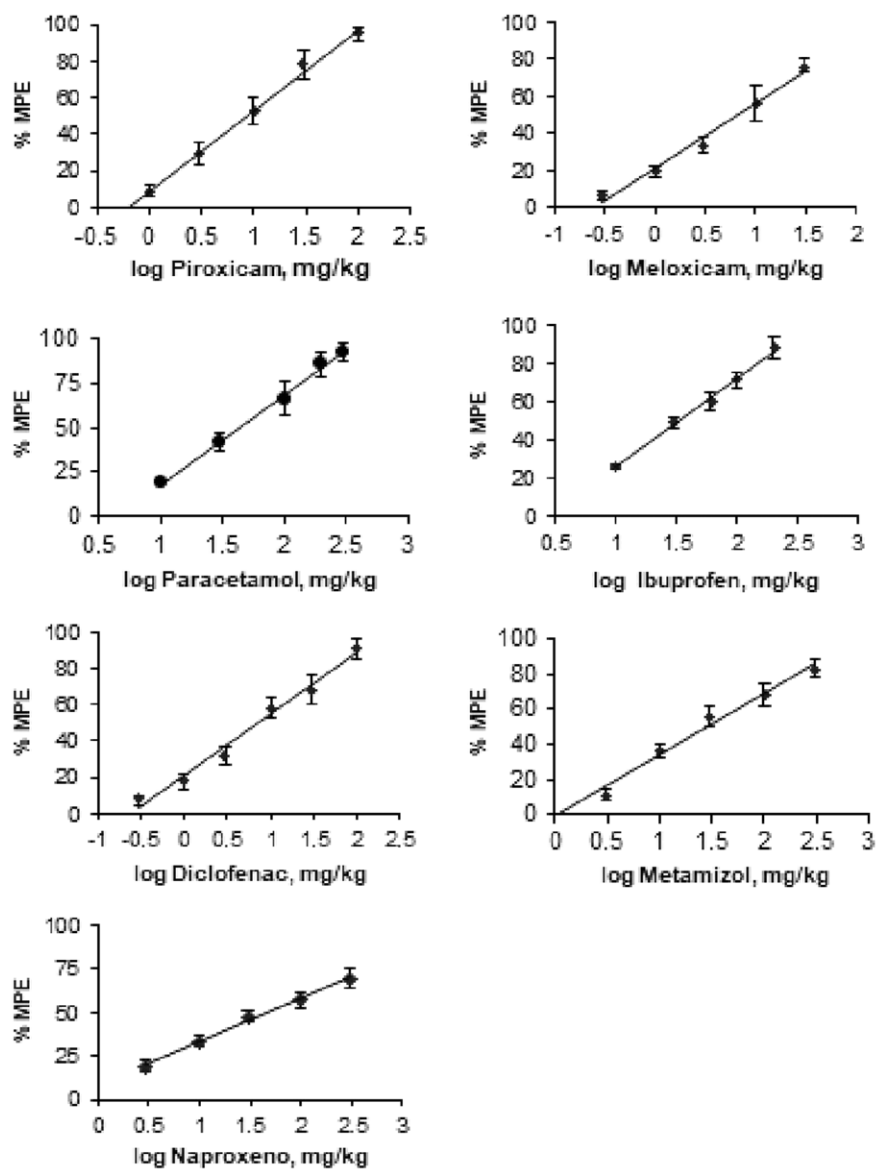 100
80
60
40
20
0
% MPE
-0.5 0 0.5 1 1.5 2 2.5
log Piroxicam, mg/kg
100
80
60
40
20
0
% MPE
-1 -0.5 0 0.5 1 1.5 2
log Meloxicam, mg/kg
100
75
50
25
0
% MPE
0.5 1 1.5 2 2.5 3
log Paracetamol, mg/kg
100
80
60
40
20
0
% MPE
0.5 1 1.5 2 2.5 3
log Ibuprofen, mg/kg
100
80
60
40
20
0
% MPE
-1 -0.5 0 0.5 1 1.5 2 2.5
log Diclofenac, mg/kg
100
80
60
40
20
0
% MPE
0 0.5 1 1.5 2 2.5 3
log Metamizol, mg/kg
100
75
50
25
0
% MPE
0 0.5 1 1.5 2 2.5 3
log Naproxeno, mg/kg